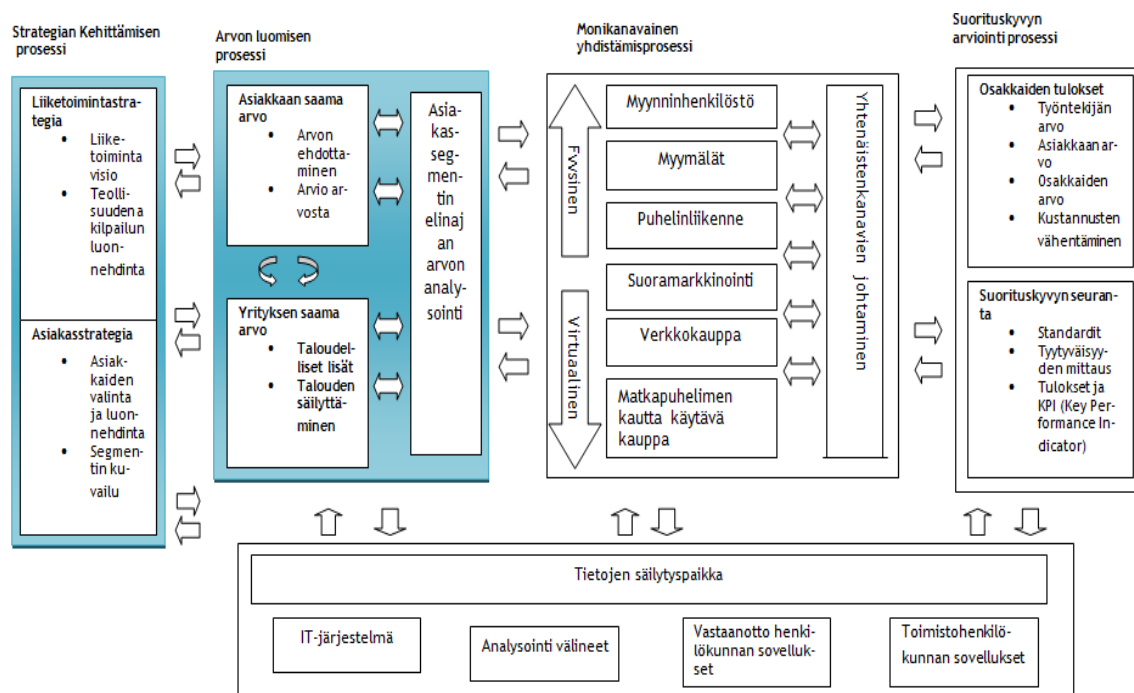 Strategian Kehittämisen
prosessi
Liiketoimintastra-
tegia
• Liike-
toiminta
visio
• Teolli-
suuden a
kilpailun
luon-
nehdinta
Asiakasstrategia
• Asiak-
kaiden
valinta
ja luon-
nehdinta
• Segmen-
tin ku-
vailu
Arvon luomisen
prosessi
Asiakkaan saama
arvo
• Arvon
ehdotta-
minen
• Arvio ar-
vosta
Yrityksen saama
arvo
• Taloudel-
liset lisät
• Talouden
säilyttä-
minen
Asia-
kas-
seg-
men-
tin
elinaj
an
arvon
analy-
sointi
Monikanavainen
yhdistämisprosessi
Fyysinen
Virtuaalinen
Myynninhenkilöstö
Myymälät
Puhelinliikenne
Suoramarkkinointi
Verkkokauppa
Matkapuhelimen
kautta käytävä
kauppa
Yhtenäistenkanavien johtaminen
Suorituskyvyn
arviointi prosessi
Osakkaiden tulokset
• Työntekijän
arvo
• Asiakkaan ar-
vo
• Osakkaiden
arvo
• Kustannusten
vähentäminen
Suorituskyvyn seuran-
ta
• Standardit
• Tyytyväisyy-
den mittaus
• Tulokset ja
KPI (Key Per-
formance In-
dicator)
Tietojen säilytyspaikka
IT-järjestelmä
Analysointi välineet
Vastaanotto henki-
lökunnan sovelluk-
set
Toimistohenkilö-
kunnan sovellukset